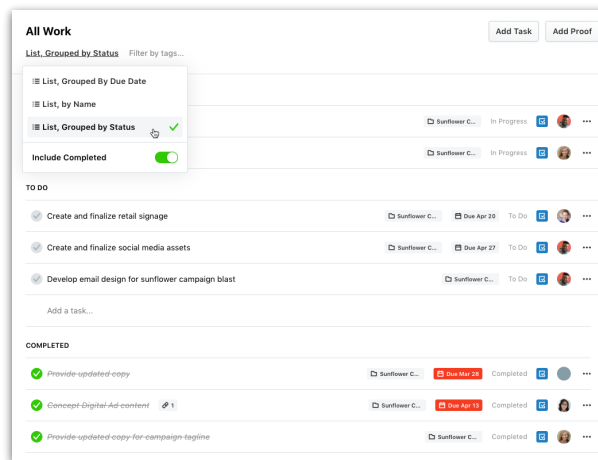 All Work
Add Task
Add Proof
List, Grouped by Status
Filter by tags...
List, Grouped By Due Date
List, by Name
List, Grouped by Status
Include Completed
Sunflower C... In Progress
Sunflower C... In Progress
TO DO
Create and finalize retail signage Sunflower C... Due Apr 20 To Do
Create and finalize social media assets Sunflower C... Due Apr 27 To Do
Develop email design for sunflower campaign blast Sunflower C... To Do
Add a task...
COMPLETED
Provide updated copy Sunflower C... Due Mar 28 Completed
Concept Digital Ad content 1 Sunflower C... Due Apr 13 Completed
Provide updated copy for campaign tagline Sunflower C... Completed